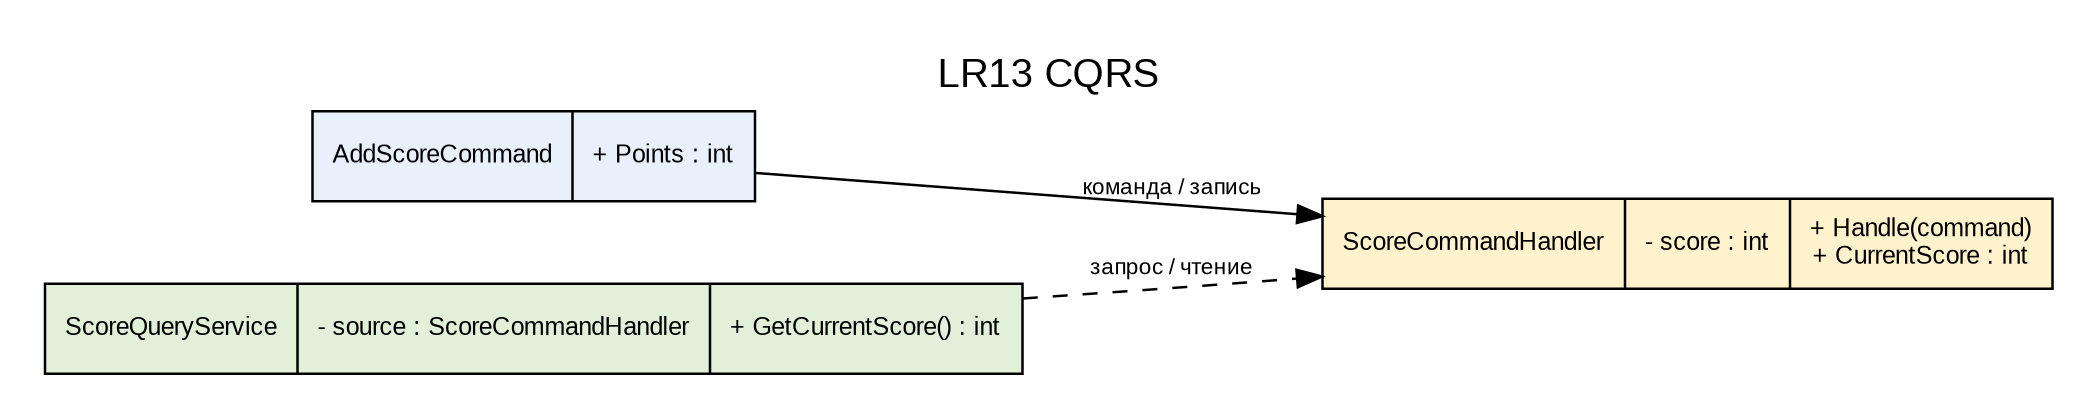 LR13 CQRS
AddScoreCommand
+ Points : int
команда / запись
ScoreCommandHandler
- score : int
+ Handle(command)
+ CurrentScore : int
запрос / чтение
ScoreQueryService
- source : ScoreCommandHandler
+ GetCurrentScore() : int